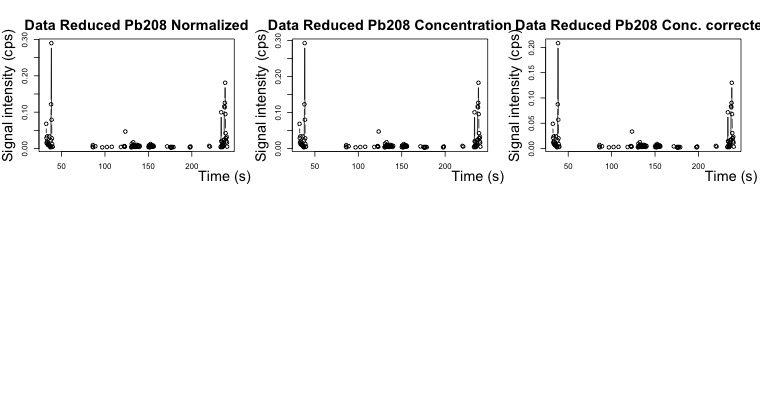 Data Reduced Pb208 Normalized
Signal intensity (cps)
0.00 0.10 0.20 0.30
50 100 150 200
Time (s)
Data Reduced Pb208 Concentration
Signal intensity (cps)
0.00 0.10 0.20 0.30
50 100 150 200
Time (s)
Data Reduced Pb208 Conc. correcte
Signal intensity (cps)
0.00 0.05 0.10 0.15 0.20
50 100 150 200
Time (s)